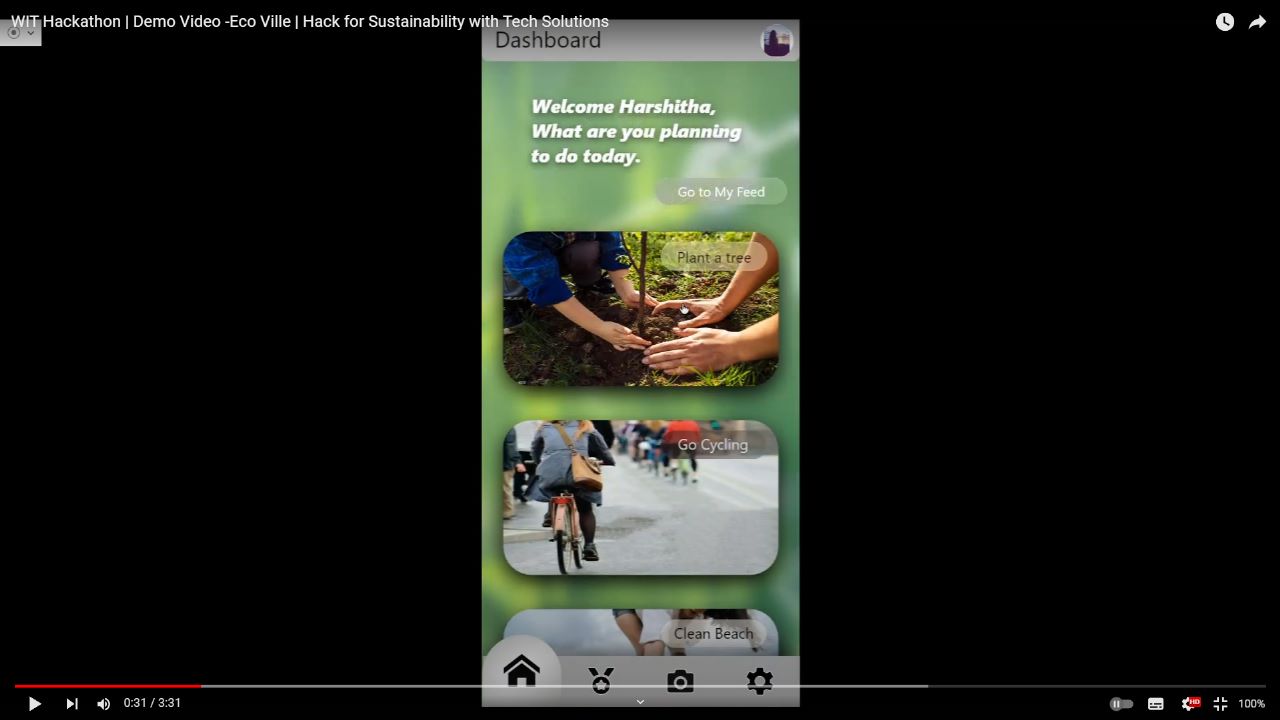 WIT Hackathon | Demo Video -Eco Ville | Hack for Sustainability with Tech Solutions
Dashboard
Welcome Harshitha,
What are you planning
to do today.
Go to My Feed
Plant a tree
Go Cycling
Clean Beach
0:31 / 3:31
HD
100%